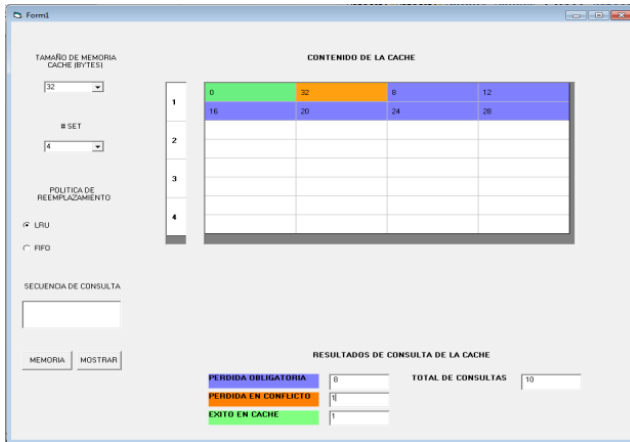 Form1
TAMAÑO DE MEMORIA
CACHE (BYTES)
32
# SET
4
POLITICA DE
REEMPLAZAMIENTO
LRU
FIFO
SECUENCIA DE CONSULTA
MEMORIA MOSTRAR
CONTENIDO DE LA CACHE
1
0 32 8 12
16 20 24 28
2
3
4
RESULTADOS DE CONSULTA DE LA CACHE
PERDIDA OBLIGATORIA 8 TOTAL DE CONSULTAS 10
PERDIDA EN CONFLICTO 1
EXITO EN CACHE 1